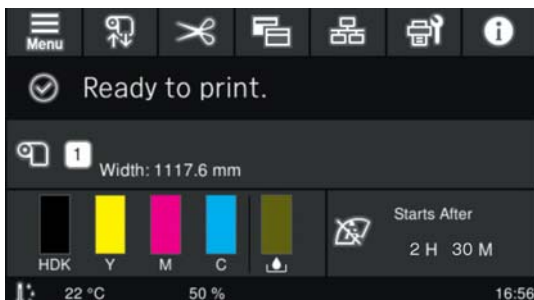 Menu
Ready to print.
1
Width: 1117.6 mm
HDK Y M C
Starts After
2 H 30 M
22 °C 50 % 16:56